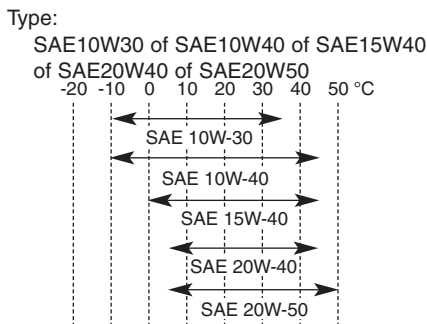 Type:
SAE10W30 of SAE10W40 of SAE15W40
of SAE20W40 of SAE20W50
-20 -10 0 10 20 30 40 50 °C
SAE 10W-30
SAE 10W-40
SAE 15W-40
SAE 20W-40
SAE 20W-50